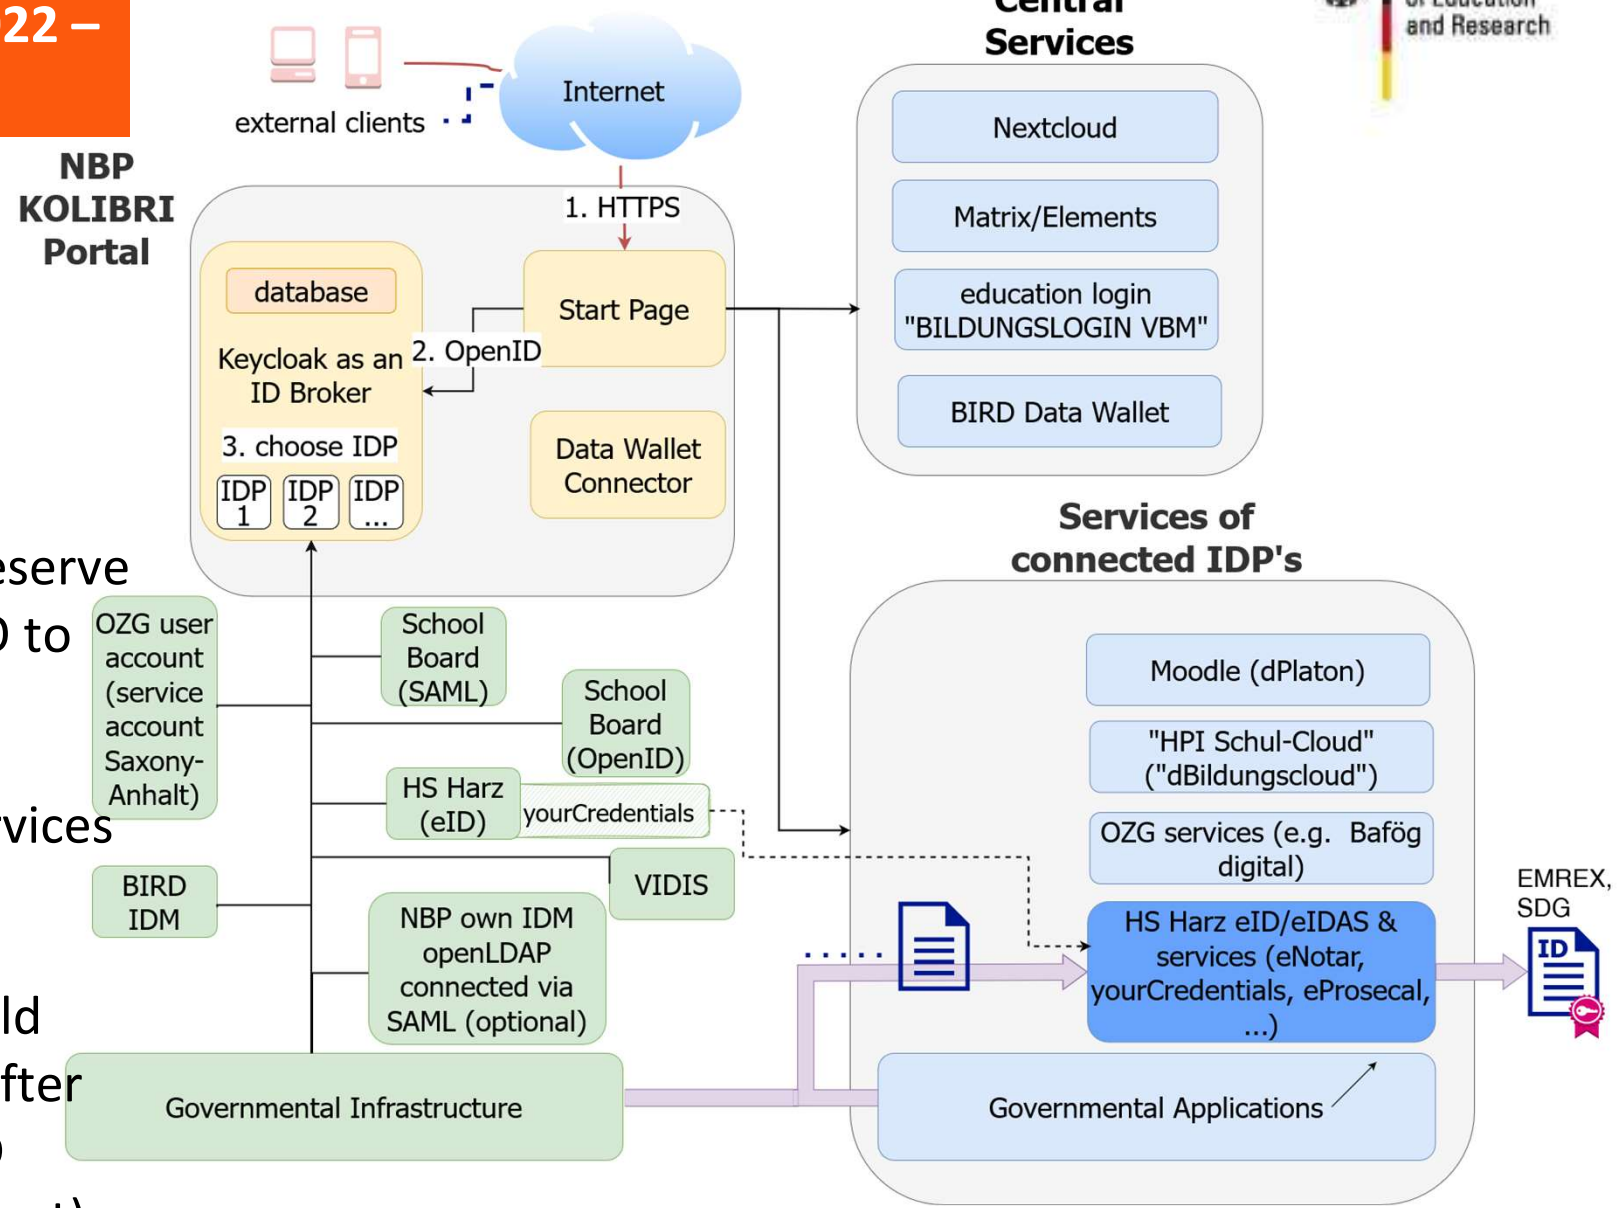 022 –
NBP
KOLIBRI
Portal
external clients
Internet
1. HTTPS
database
Keycloak as an
ID Broker
2. OpenID
Start Page
3. choose IDP
IDP
1
IDP
2
IDP
...
Data Wallet
Connector
Central
Services
Nextcloud
Matrix/Elements
education login
"BILDUNGSLOGIN VBM"
BIRD Data Wallet
of Education
and Research
Services of
connected IDP's
Moodle (dPlaton)
"HPI Schul-Cloud"
("dBildungscloud")
OZG services (e.g. Bafög
digital)
HS Harz eID/eIDAS &
services (eNotar,
yourCredentials, eProsecal,
...)
Governmental Applications
EMREX,
SDG
ID
eserve
to
rvices
ld
fter
t)
OZG user
account
(service
account
Saxony-
Anhalt)
School
Board
(SAML)
School
Board
(OpenID)
HS Harz
(eID)
yourCredentials
VIDIS
BIRD
IDM
NBP own IDM
openLDAP
connected via
SAML (optional)
Governmental Infrastructure